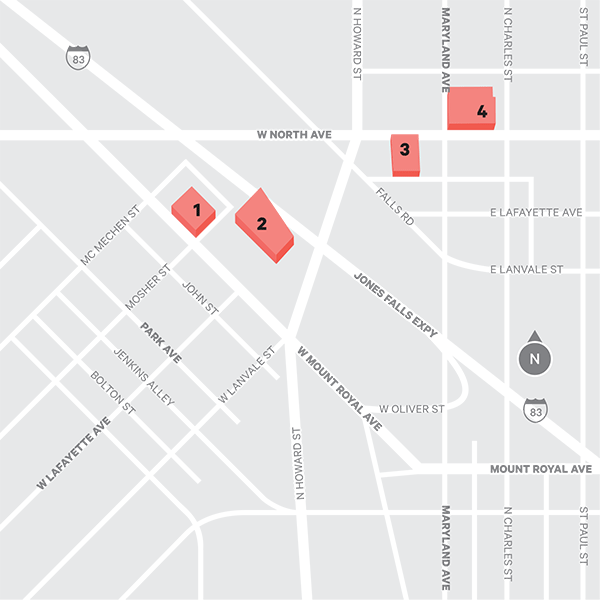 N HOWARD ST
MARYLAND AVE
N CHARLES ST
ST PAUL ST
83
4
W NORTH AVE
3
1
2
FALLS RD
E LAFAYETTE AVE
MC MECHEN ST
E LANVALE ST
MOSHER ST
JOHN ST
JONES FALLS EXPY
PARK AVE
N
JENKINS ALLEY
W LANVALE ST
W MOUNT ROYAL AVE
BOLTON ST
W OLIVER ST
83
W LAFAYETTE AVE
N HOWARD ST
MOUNT ROYAL AVE
MARYLAND AVE
N CHARLES ST
ST PAUL ST